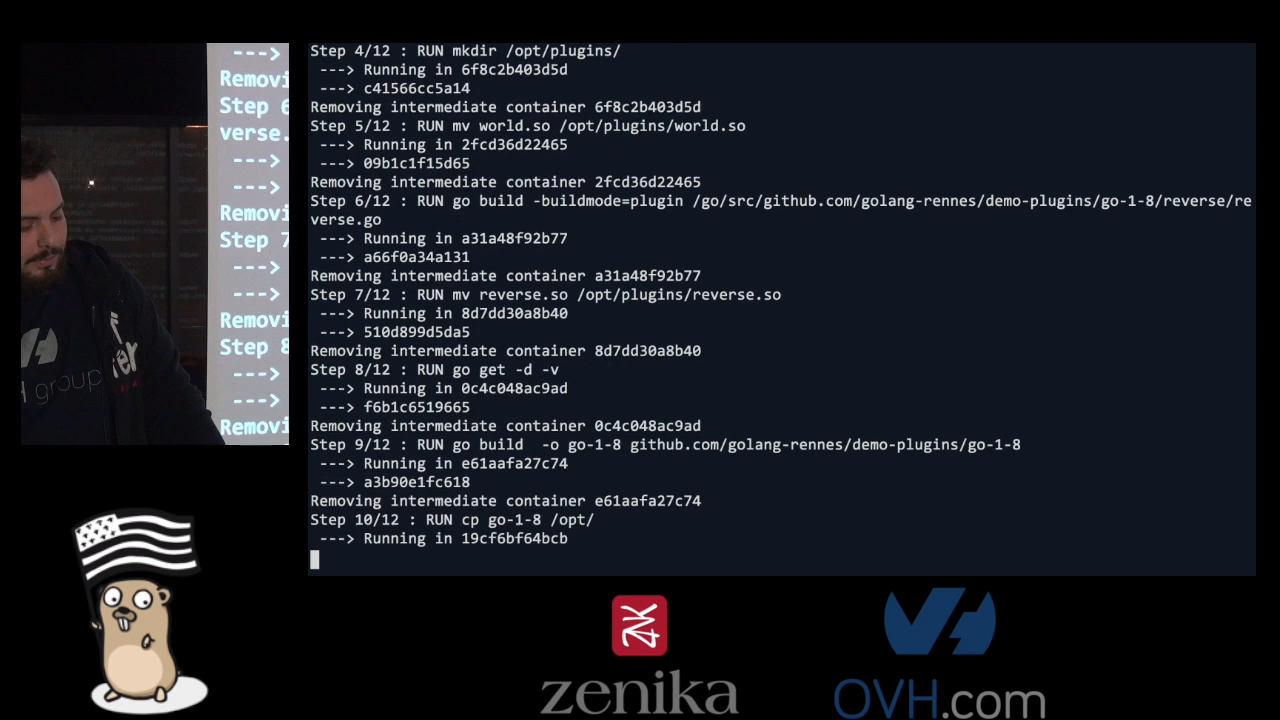 --->
Removi
Step 6
verse.
--->
--->
Removi
Step 7
--->
--->
Removi
Step 8
--->
--->
Removi
H group
Step 4/12 : RUN mkdir /opt/plugins/
---> Running in 6f8c2b403d5d
---> c41566cc5a14
Removing intermediate container 6f8c2b403d5d
Step 5/12 : RUN mv world.so /opt/plugins/world.so
---> Running in 2fcd36d22465
---> 09b1c1f15d65
Removing intermediate container 2fcd36d22465
Step 6/12 : RUN go build -buildmode=plugin /go/src/github.com/golang-rennes/demo-plugins/go-1-8/reverse/re
verse.go
---> Running in a31a48f92b77
---> a66f0a34a131
Removing intermediate container a31a48f92b77
Step 7/12 : RUN mv reverse.so /opt/plugins/reverse.so
---> Running in 8d7dd30a8b40
---> 510d899d5da5
Removing intermediate container 8d7dd30a8b40
Step 8/12 : RUN go get -d -v
---> Running in 0c4c048ac9ad
---> f6b1c6519665
Removing intermediate container 0c4c048ac9ad
Step 9/12 : RUN go build  -o go-1-8 github.com/golang-rennes/demo-plugins/go-1-8
---> Running in e61aafa27c74
---> a3b90e1fc618
Removing intermediate container e61aafa27c74
Step 10/12 : RUN cp go-1-8 /opt/
---> Running in 19cf6bf64bcb
ZNK
zenika
OVH.com